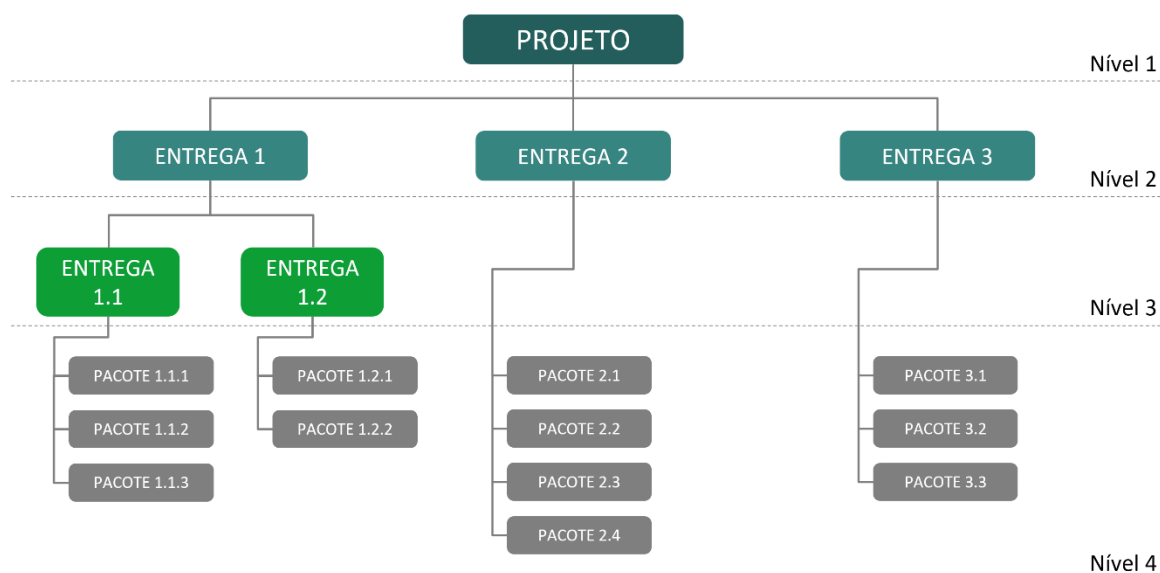 PROJETO
Nível 1
ENTREGA 1
ENTREGA 2
ENTREGA 3
Nível 2
ENTREGA
1.1
ENTREGA
1.2
Nível 3
PACOTE 1.1.1
PACOTE 1.2.1
PACOTE 2.1
PACOTE 3.1
PACOTE 1.1.2
PACOTE 1.2.2
PACOTE 2.2
PACOTE 3.2
PACOTE 1.1.3
PACOTE 2.3
PACOTE 3.3
PACOTE 2.4
Nível 4